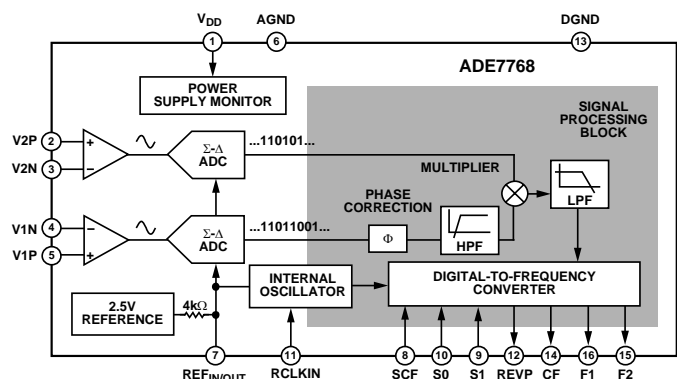 VDD AGND DGND
1 6 13
ADE7768
POWER
SUPPLY MONITOR
SIGNAL
PROCESSING
BLOCK
V2P 2 +
V2N 3 –
Σ-Δ
ADC
...110101...
MULTIPLIER
LPF
PHASE
CORRECTION
V1N 4 –
V1P 5 +
Σ-Δ
ADC
...11011001...
Φ
HPF
INTERNAL
OSCILLATOR
DIGITAL-TO-FREQUENCY
CONVERTER
2.5V
REFERENCE
4kΩ
7 11 8 10 9 12 14 16 15
REFIN/OUT RCLKIN SCF S0 S1 REVP CF F1 F2